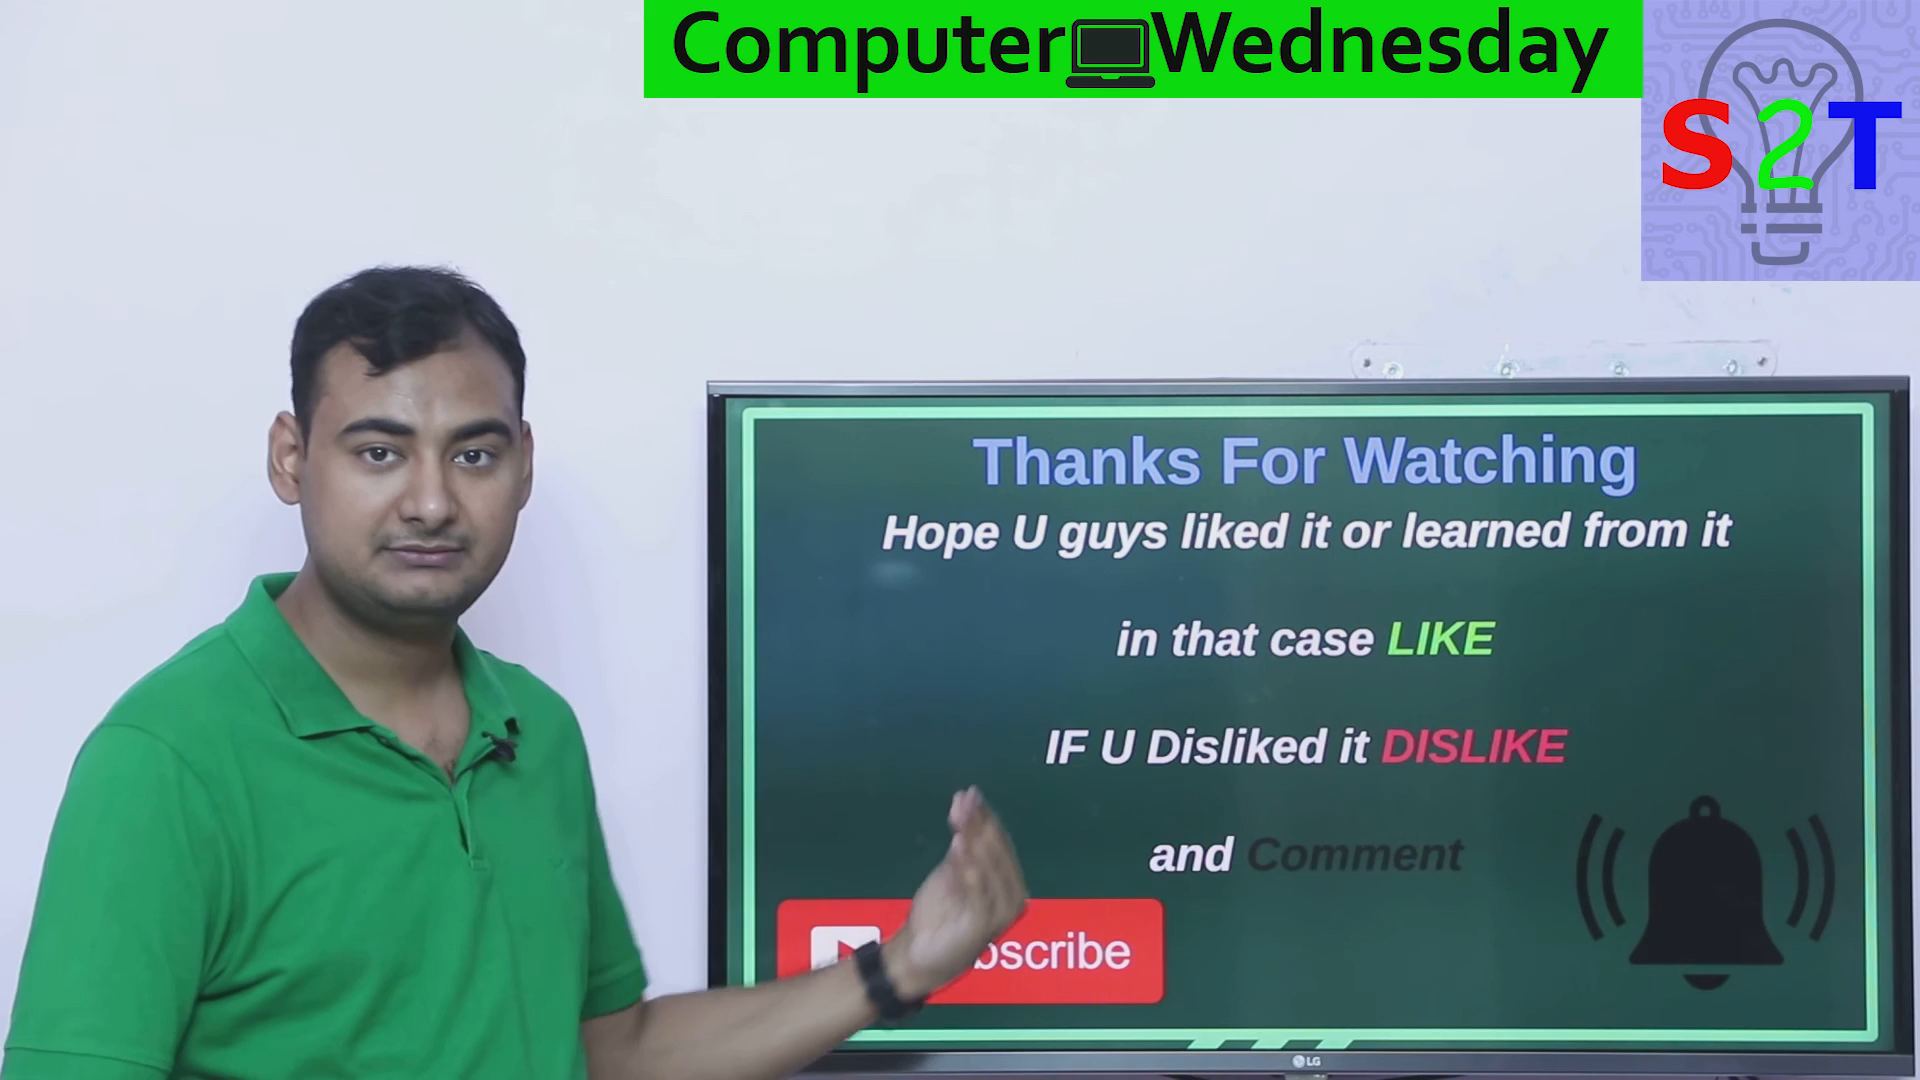 Computer Wednesday
S2T
Thanks For Watching
Hope U guys liked it or learned from it
in that case LIKE
IF U Disliked it DISLIKE
and Comment
LG